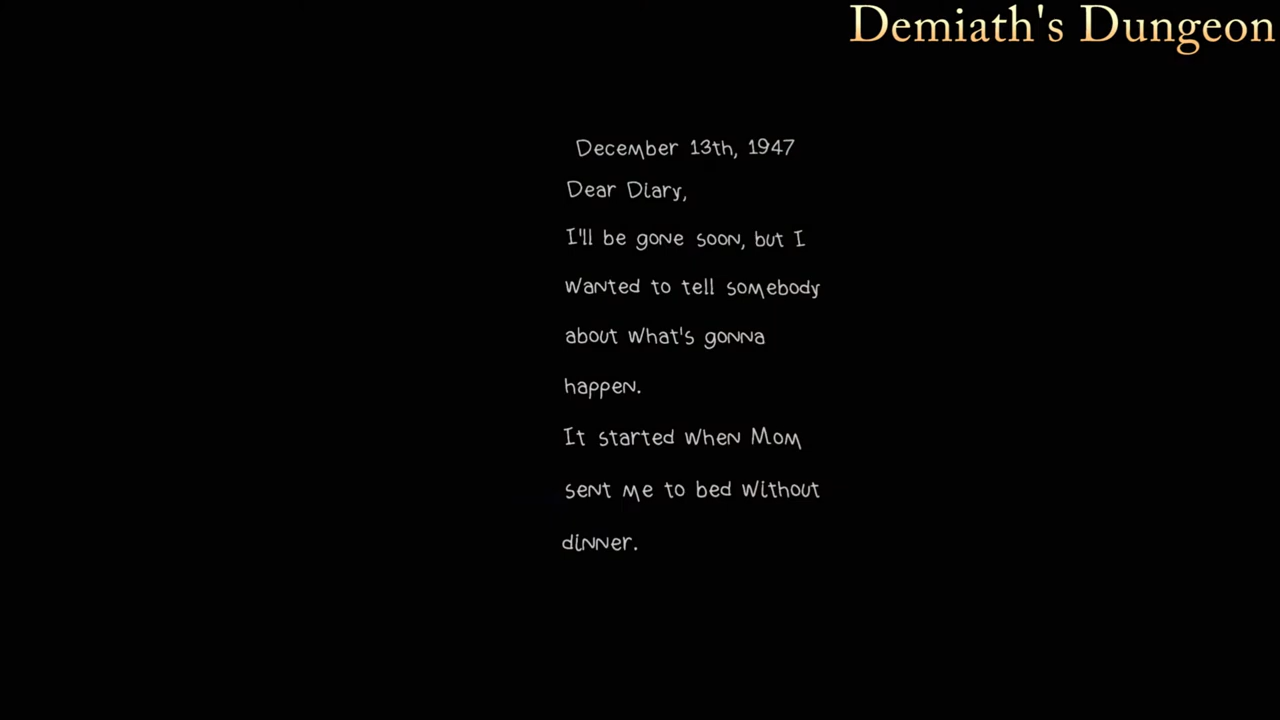 Demiath's Dungeon
December 13th, 1947
Dear Diary,
I'll be gone soon, but I
wanted to tell somebody
about what's gonna
happen.
It started when Mom
sent me to bed without
dinner.